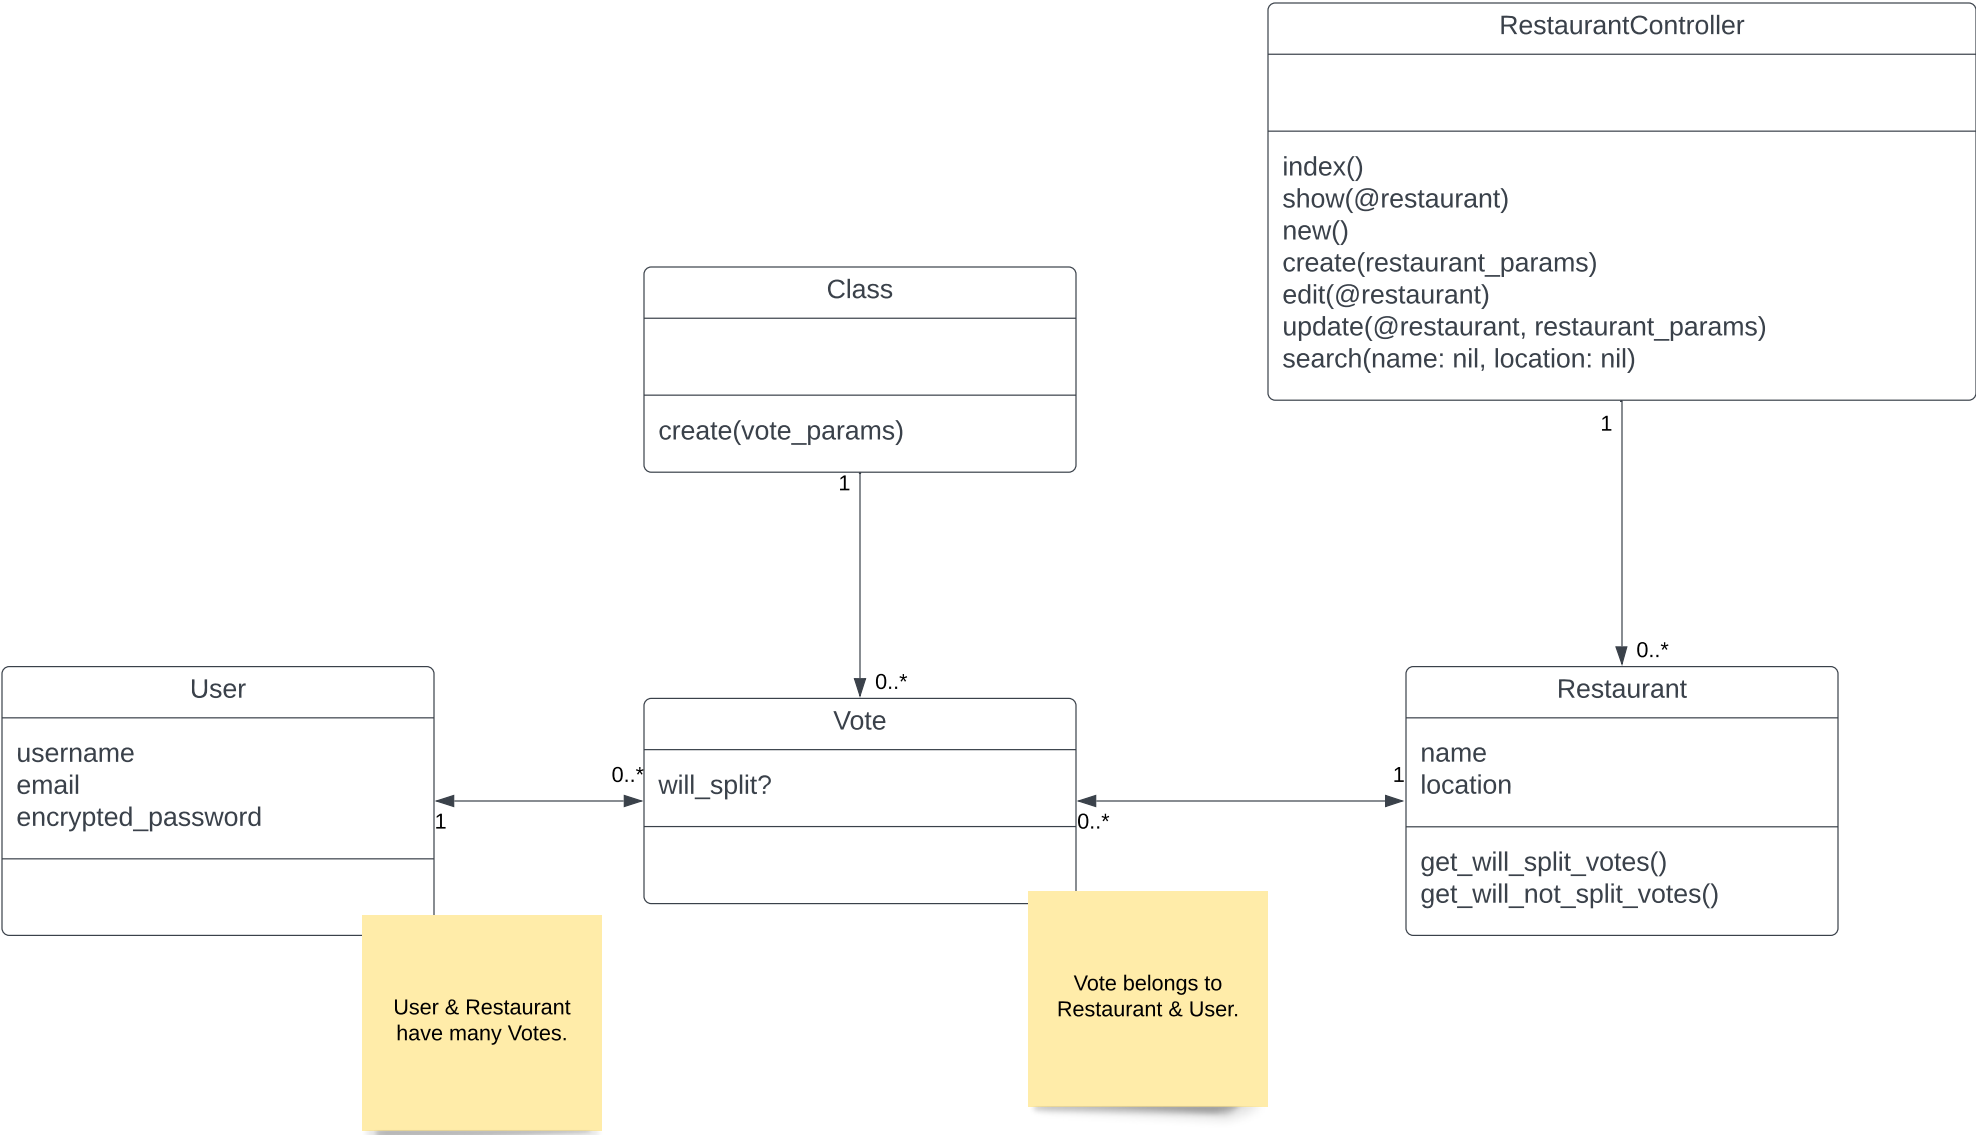 RestaurantController
index()
show(@restaurant)
new()
create(restaurant_params)
edit(@restaurant)
update(@restaurant, restaurant_params)
search(name: nil, location: nil)
1
0..*
Class
create(vote_params)
1
0..*
User
username
email
encrypted_password
1
0..*
Vote
will_split?
0..*
1
Restaurant
name
location
get_will_split_votes()
get_will_not_split_votes()
User & Restaurant
have many Votes.
Vote belongs to
Restaurant & User.